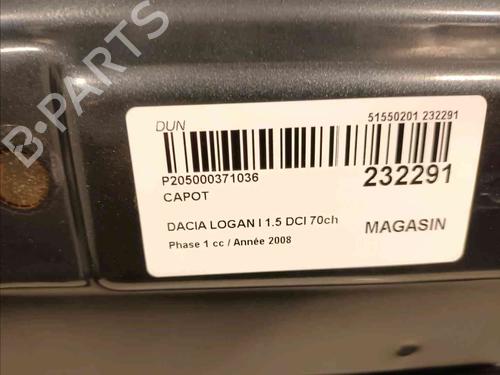 DUN
51550201 232291
P205000371036
232291
CAPOT
DACIA LOGAN I 1.5 DCI 70ch
MAGASIN
Phase 1 cc / Année 2008
B-PARTS